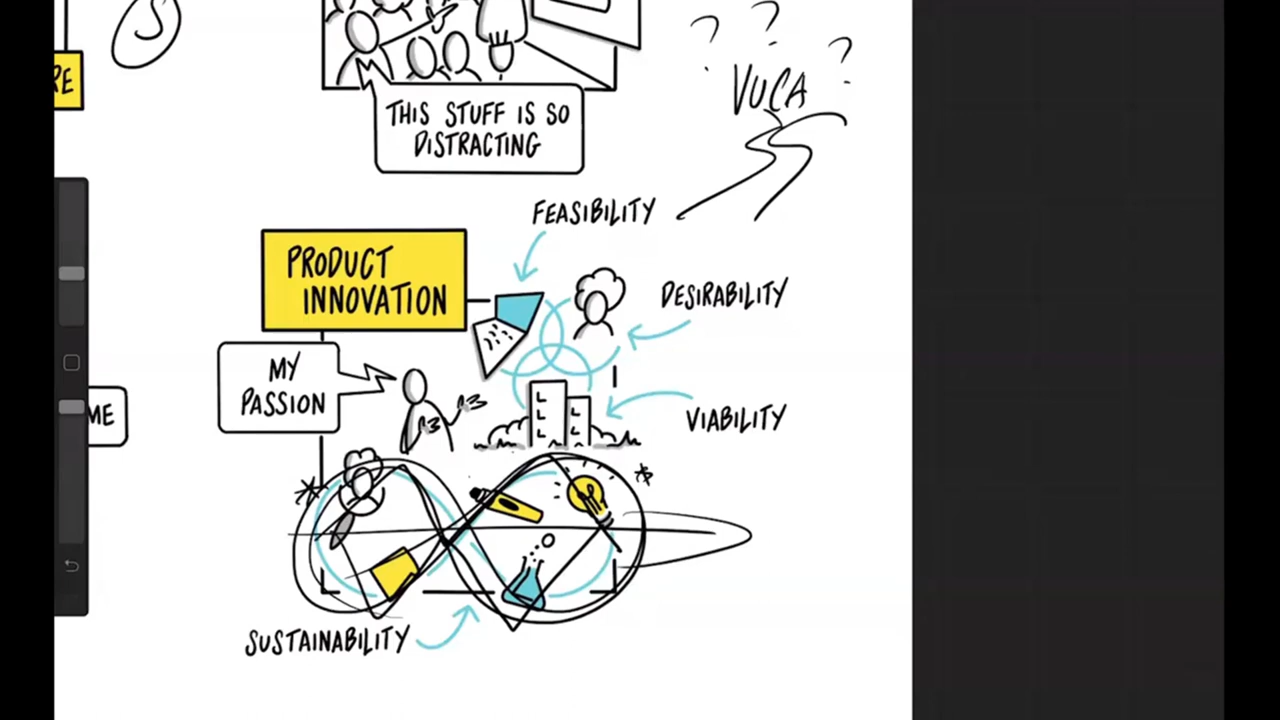 S
RE
THIS STUFF IS SO
DISTRACTING
? ? ?
VUCA
FEASIBILITY
PRODUCT
INNOVATION
DESIRABILITY
MY
PASSION
ME
VIABILITY
SUSTAINABILITY